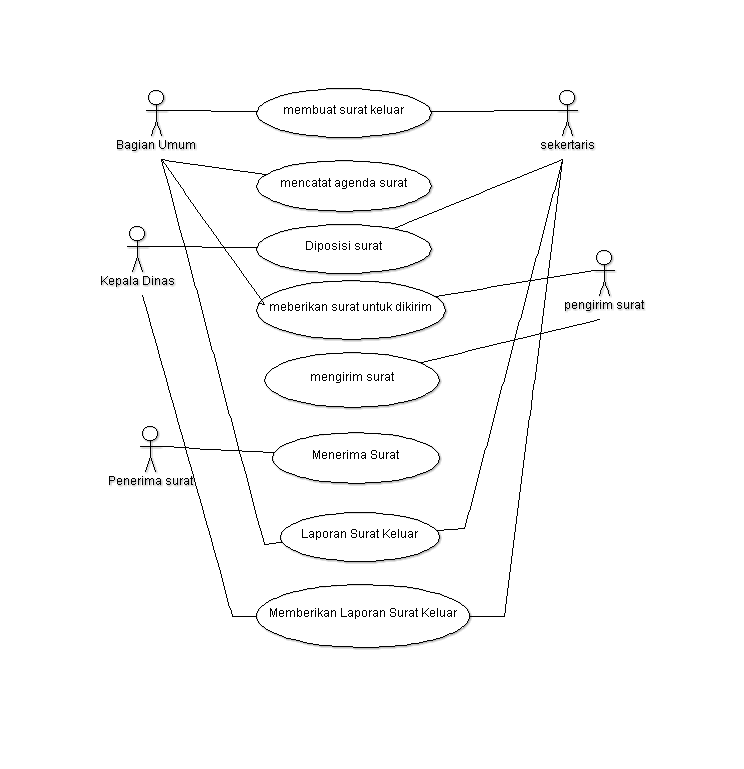 membuat surat keluar
Bagian Umum
sekertaris
mencatat agenda surat
Diposisi surat
Kepala Dinas
meberikan surat untuk dikirim
pengirim surat
mengirim surat
Menerima Surat
Penerima surat
Laporan Surat Keluar
Memberikan Laporan Surat Keluar